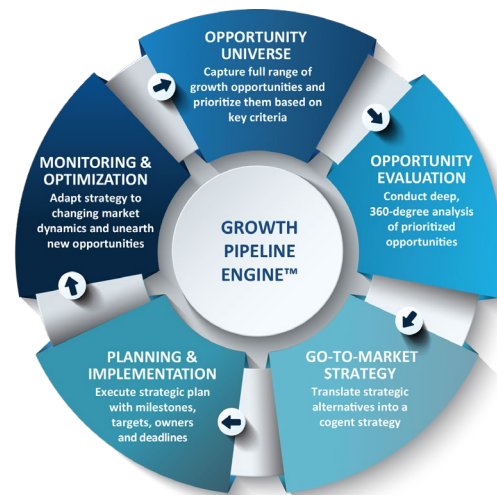 OPPORTUNITY
UNIVERSE
Capture full range of
growth opportunities and
prioritize them based on
key criteria
OPPORTUNITY
EVALUATION
Conduct deep,
360-degree analysis
of prioritized
opportunities
GO-TO-MARKET
STRATEGY
Translate strategic
alternatives into a
cogent strategy
PLANNING &
IMPLEMENTATION
Execute strategic plan
with milestones,
targets, owners
and deadlines
MONITORING &
OPTIMIZATION
Adapt strategy to
changing market
dynamics and unearth
new opportunities
GROWTH
PIPELINE
ENGINE™